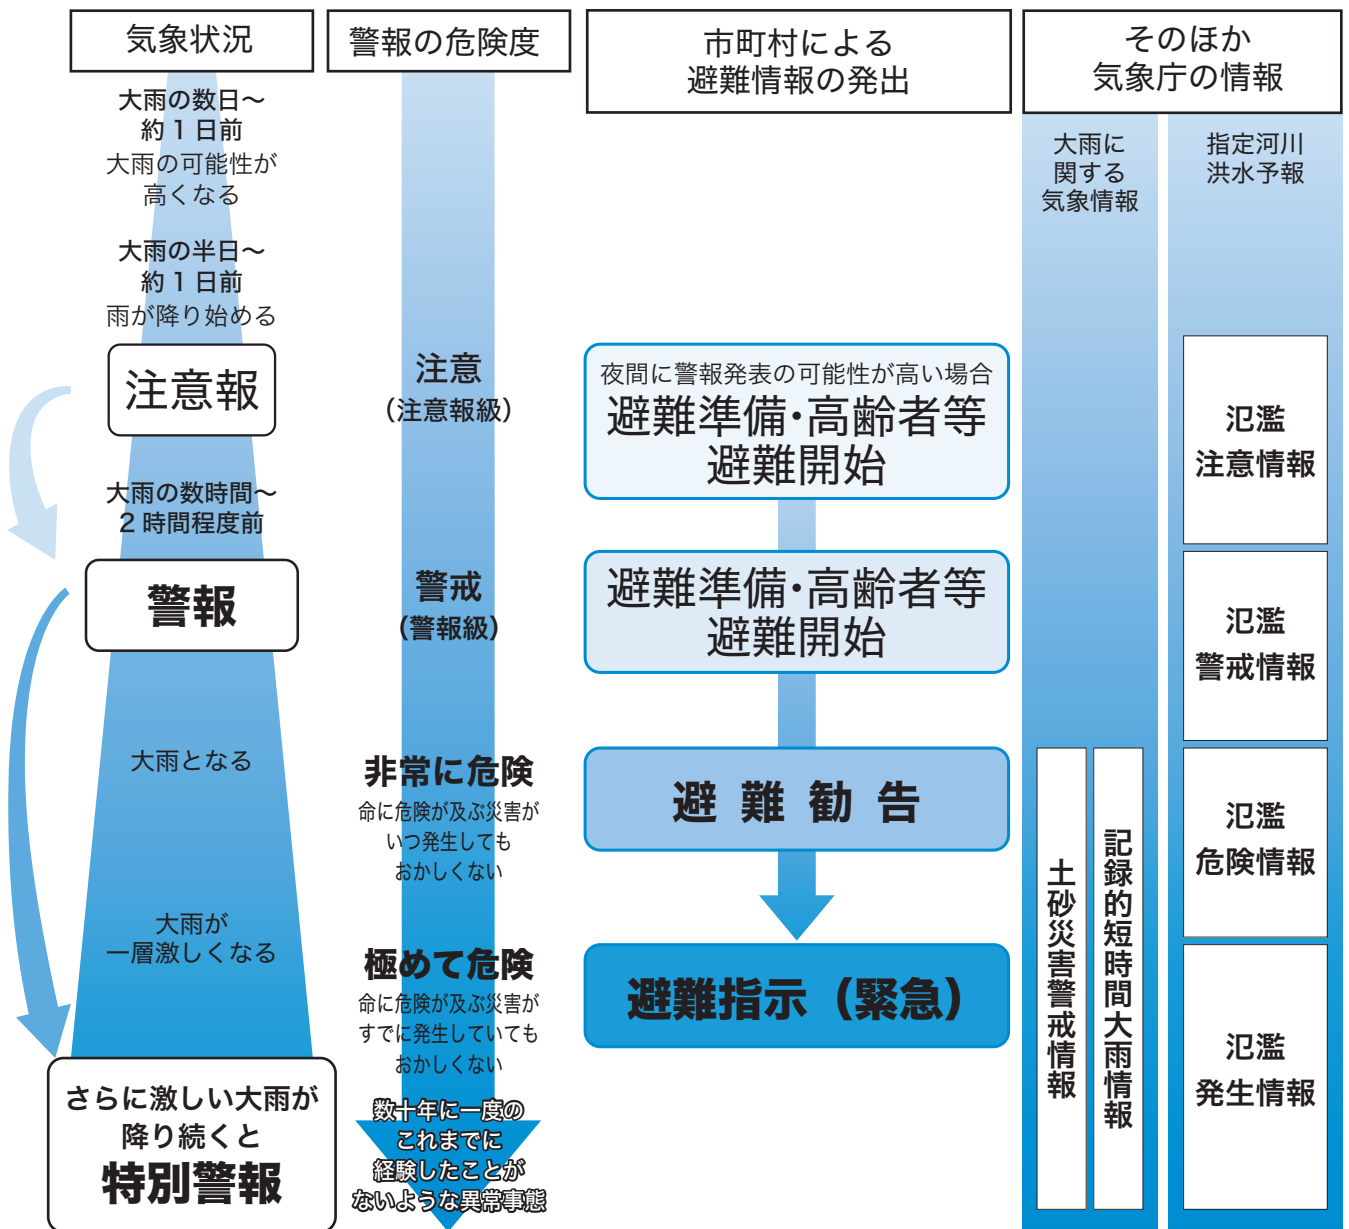 気象状況
警報の危険度
市町村による
避難情報の発出
そのほか
気象庁の情報
大雨の数日～
約1日前
大雨の可能性が
高くなる
大雨の半日～
約1日前
雨が降り始める
注意報
大雨の数時間～
2時間程度前
警報
大雨となる
大雨が
一層激しくなる
さらに激しい大雨が
降り続くと
特別警報
注意
（注意報級）
警戒
（警報級）
非常に危険
命に危険が及ぶ災害が
いつ発生しても
おかしくない
極めて危険
命に危険が及ぶ災害が
すでに発生していても
おかしくない
数十年に一度の
これまでに
経験したことが
ないような異常事態
夜間に警報発表の可能性が高い場合
避難準備・高齢者等
避難開始
避難準備・高齢者等
避難開始
避難勧告
避難指示（緊急）
大雨に
関する
気象情報
土砂災害警戒情報
記録的短時間大雨情報
指定河川
洪水予報
氾濫
注意情報
氾濫
警戒情報
氾濫
危険情報
氾濫
発生情報